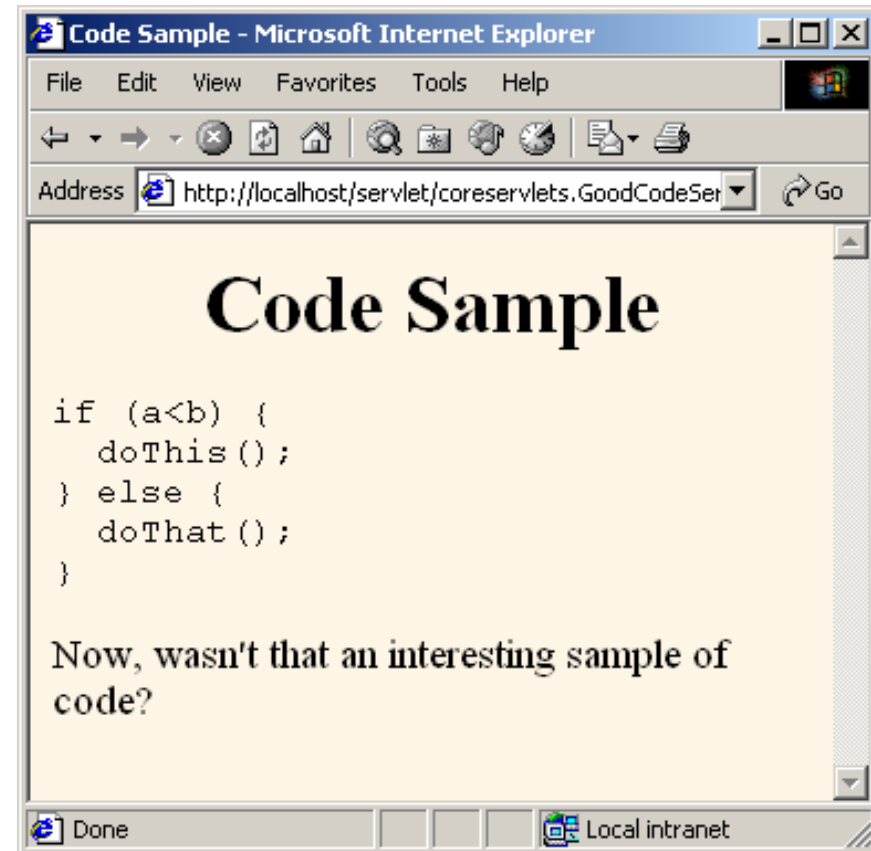 Code Sample - Microsoft Internet Explorer
File Edit View Favorites Tools Help
Address http://localhost/servlet/coreservlets.GoodCodeSer Go
Code Sample
if (a<b) {
  doThis();
} else {
  doThat();
}
Now, wasn't that an interesting sample of
code?
Done Local intranet